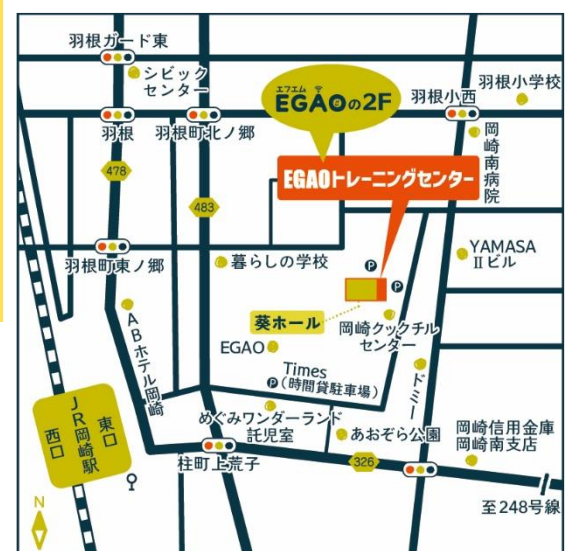 羽根ガード東
シビック
センター
エフエム
EGAOの2F
羽根小学校
羽根小西
羽根
羽根町北ノ郷
岡崎南病院
478
EGAOトレーニングセンター
483
羽根町東ノ郷
暮らしの学校
P
P
YAMASA
Ⅱビル
葵ホール
岡崎クックチル
センター
ABホテル岡崎
EGAO
Times
P(時間貸駐車場)
ドミー
めぐみワンダーランド
託児室
あおぞら公園
岡崎信用金庫
岡崎南支店
東口
JR岡崎駅
西口
柱町上荒子
326
至248号線
N